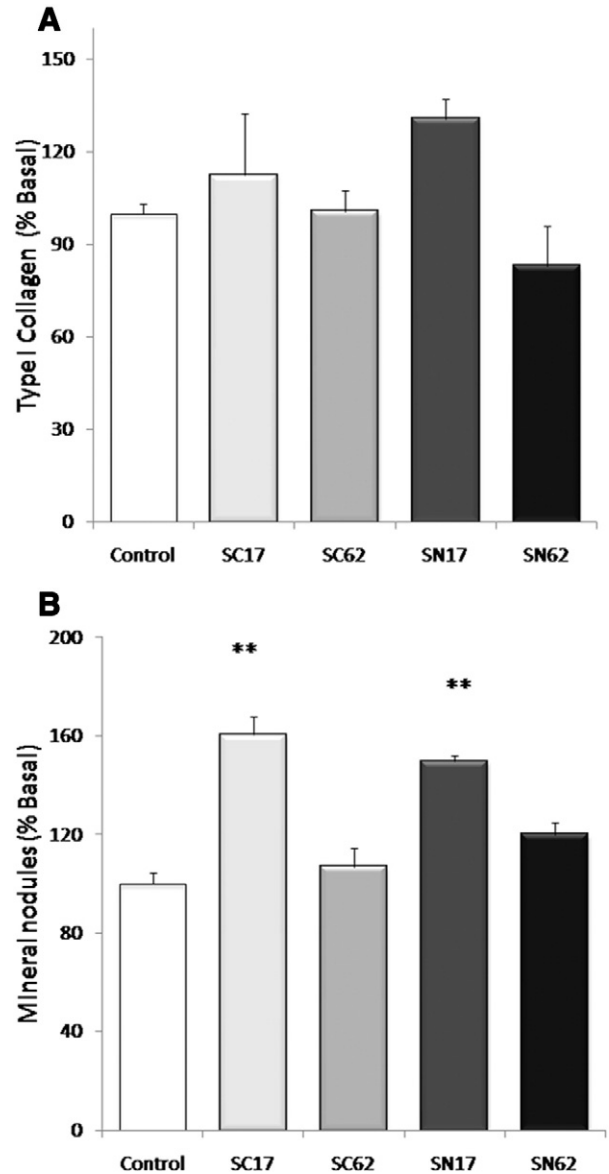 A
Type I Collagen (% Basal)
150
120
90
60
30
0
Control SC17 SC62 SN17 SN62
B
Mineral nodules (% Basal)
200
160
120
80
40
0
** **
Control SC17 SC62 SN17 SN62